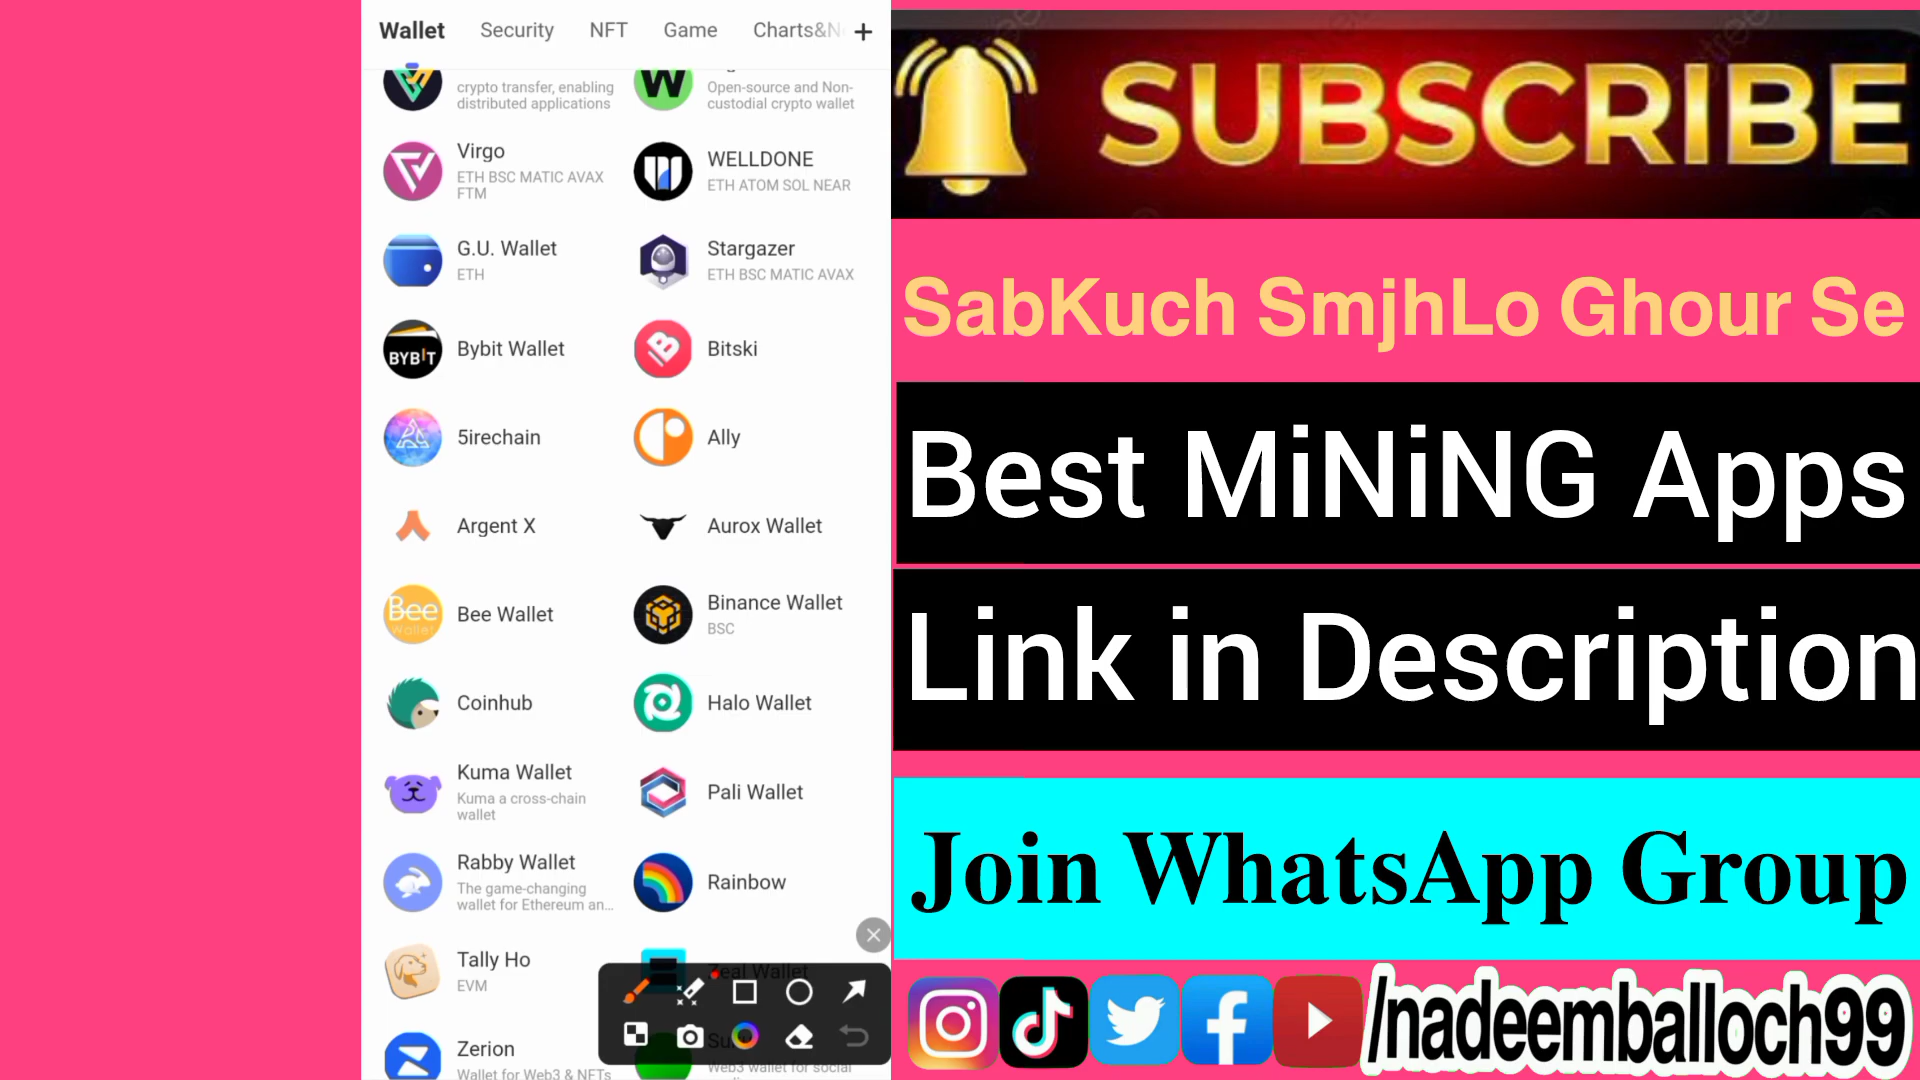 Wallet Security NFT Game Charts&N
crypto transfer, enabling
distributed applications
Open-source and Non-
custodial crypto wallet
Virgo
ETH BSC MATIC AVAX
FTM
WELLDONE
ETH ATOM SOL NEAR
G.U. Wallet
ETH
Stargazer
ETH BSC MATIC AVAX
BYBIT
Bybit Wallet
Bitski
5irechain
Ally
Argent X
Aurox Wallet
Bee
Wallet
Bee Wallet
Binance Wallet
BSC
Coinhub
Halo Wallet
Kuma Wallet
Kuma a cross-chain
wallet
Pali Wallet
Rabby Wallet
The game-changing
wallet for Ethereum an...
Rainbow
Tally Ho
EVM
Zeal Wallet
Zerion
Wallet for Web3 & NFTs
Web3 wallet for social
SUBSCRIBE
SabKuch SmjhLo Ghour Se
Best MiNiNG Apps
Link in Description
Join WhatsApp Group
/nadeemballoch99